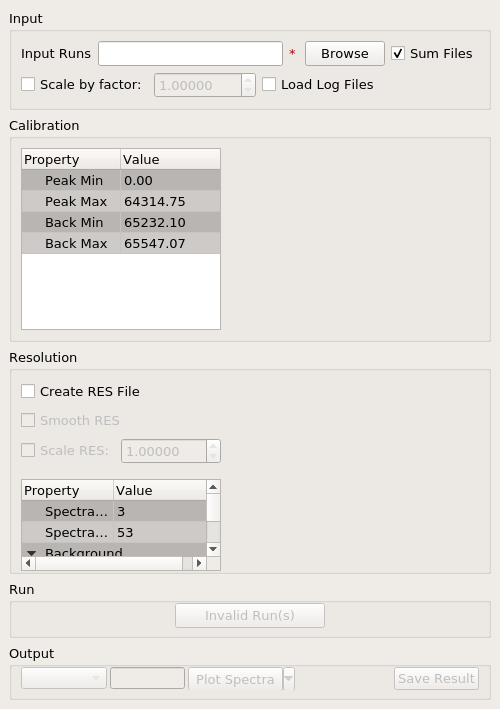 Input
Input Runs * Browse Sum Files
Scale by factor: 1.00000 Load Log Files
Calibration
Property Value
Peak Min 0.00
Peak Max 64314.75
Back Min 65232.10
Back Max 65547.07
Resolution
Create RES File
Smooth RES
Scale RES: 1.00000
Property Value
Spectra... 3
Spectra... 53
Background
Run
Invalid Run(s)
Output
Plot Spectra Save Result